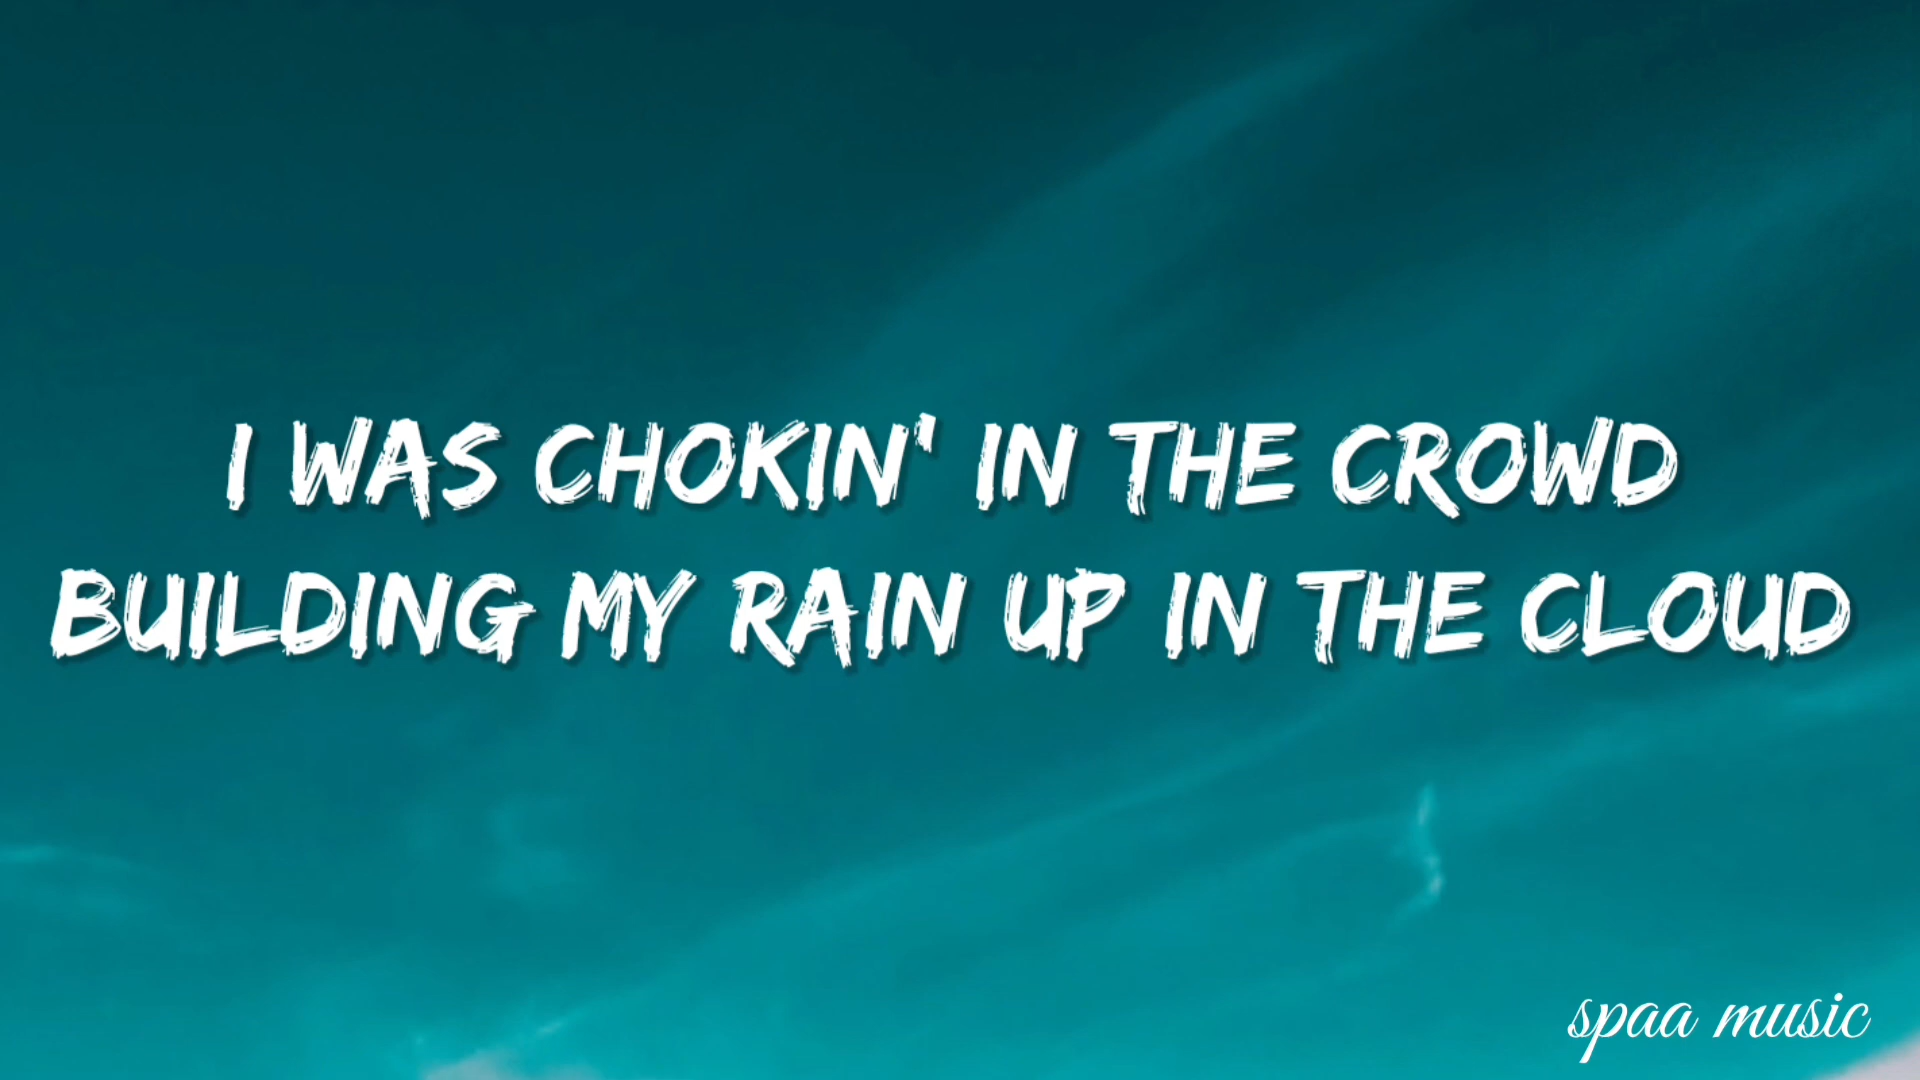 I WAS CHOKIN' IN THE CROWD
BUILDING MY RAIN UP IN THE CLOUD
spaa music